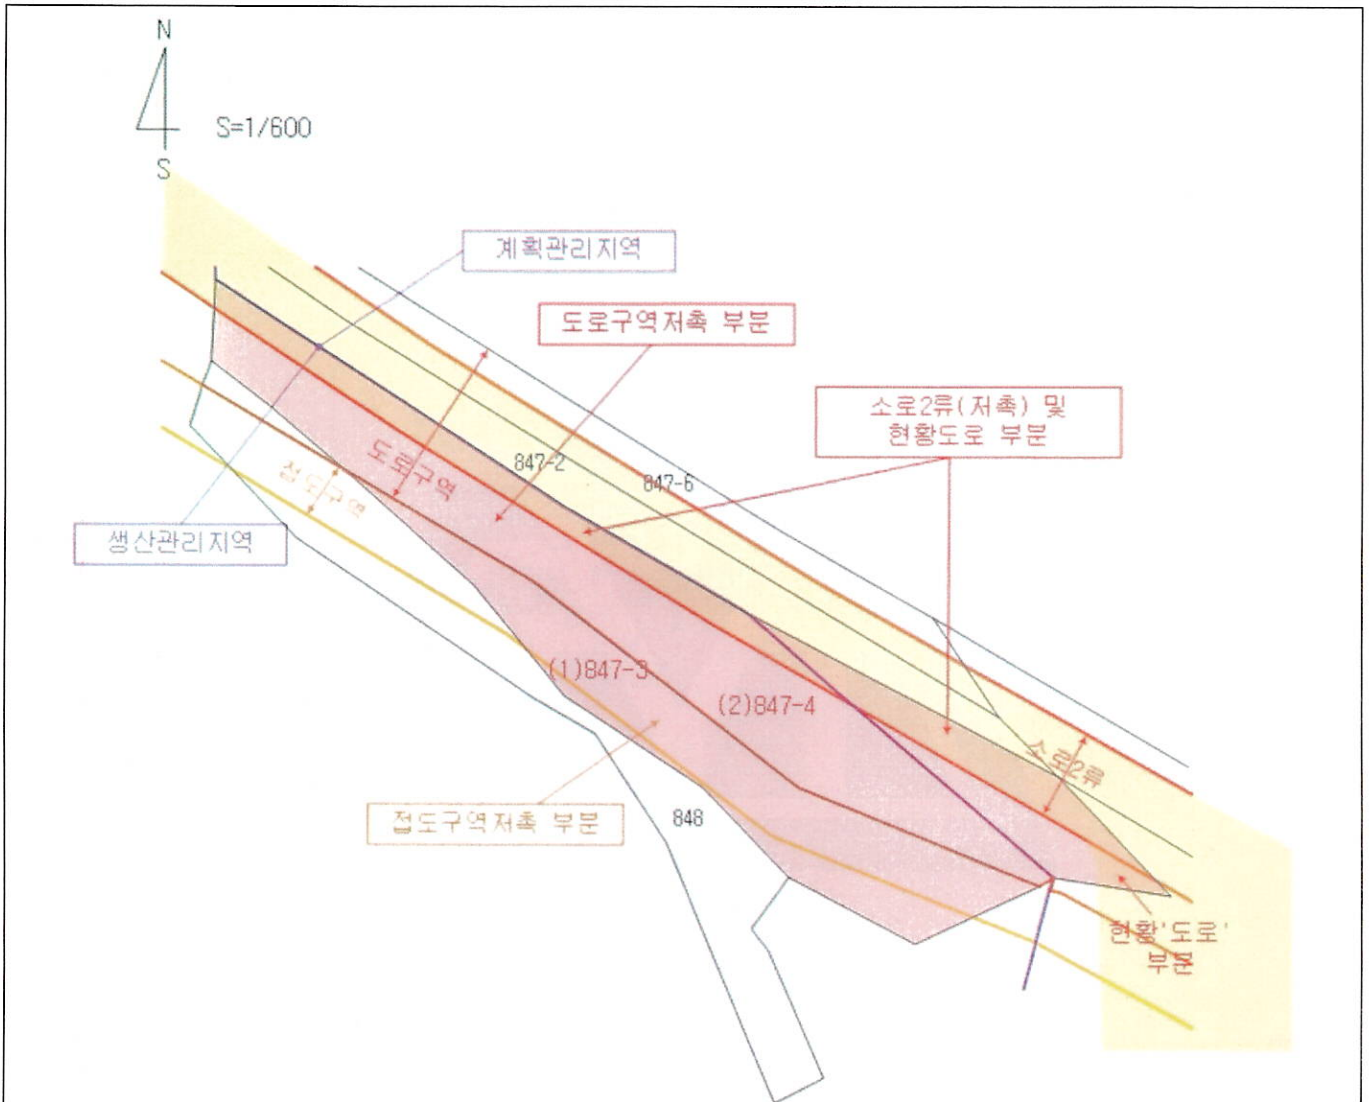 N
S=1/600
S
계획관리지역
도로구역저촉 부분
소로2류(저촉) 및
현황도로 부분
도로구역
847-2
847-6
접도구역
생산관리지역
(1)847-3
(2)847-4
소로2류
접도구역저촉 부분
848
현황'도로'
부분